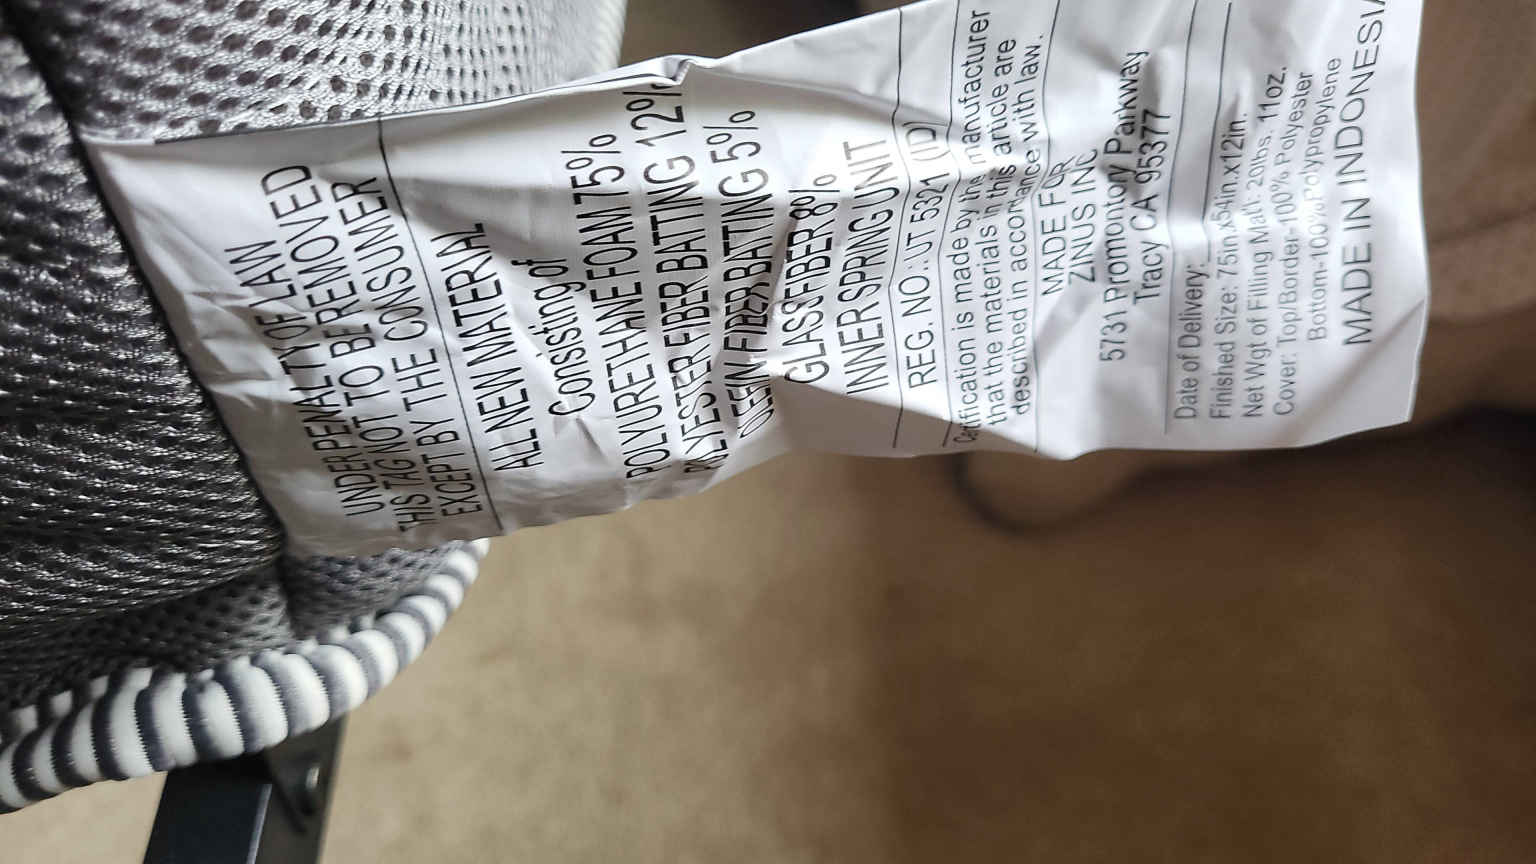 UNDER PENALTY OF LAW
THIS TAG NOT TO BE REMOVED
EXCEPT BY THE CONSUMER
ALL NEW MATERIAL
Consisting of
POLYURETHANE FOAM 75%
POLYESTER FIBER BATTING 12%
OLEFIN FIBER BATTING 5%
GLASS FIBER 8%
INNER SPRING UNIT
REG. NO. UT 5321 (ID)
Certification is made by the manufacturer
that the materials in this article are
described in accordance with law.
MADE FOR
ZINUS INC
5731 Promontory Parkway
Tracy CA 95377
Date of Delivery:
Finished Size: 75in.x54in.x12in.
Net Wgt of Filling Mat.: 20lbs. 11oz.
Cover: Top/Border-100% Polyester
Bottom-100%Polypropylene
MADE IN INDONESIA